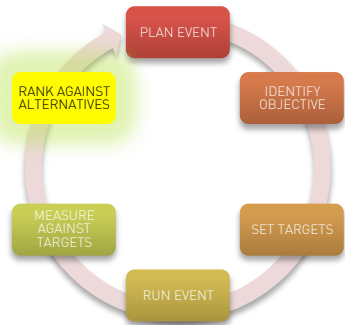 PLAN EVENT
IDENTIFY
OBJECTIVE
SET TARGETS
RUN EVENT
MEASURE
AGAINST
TARGETS
RANK AGAINST
ALTERNATIVES